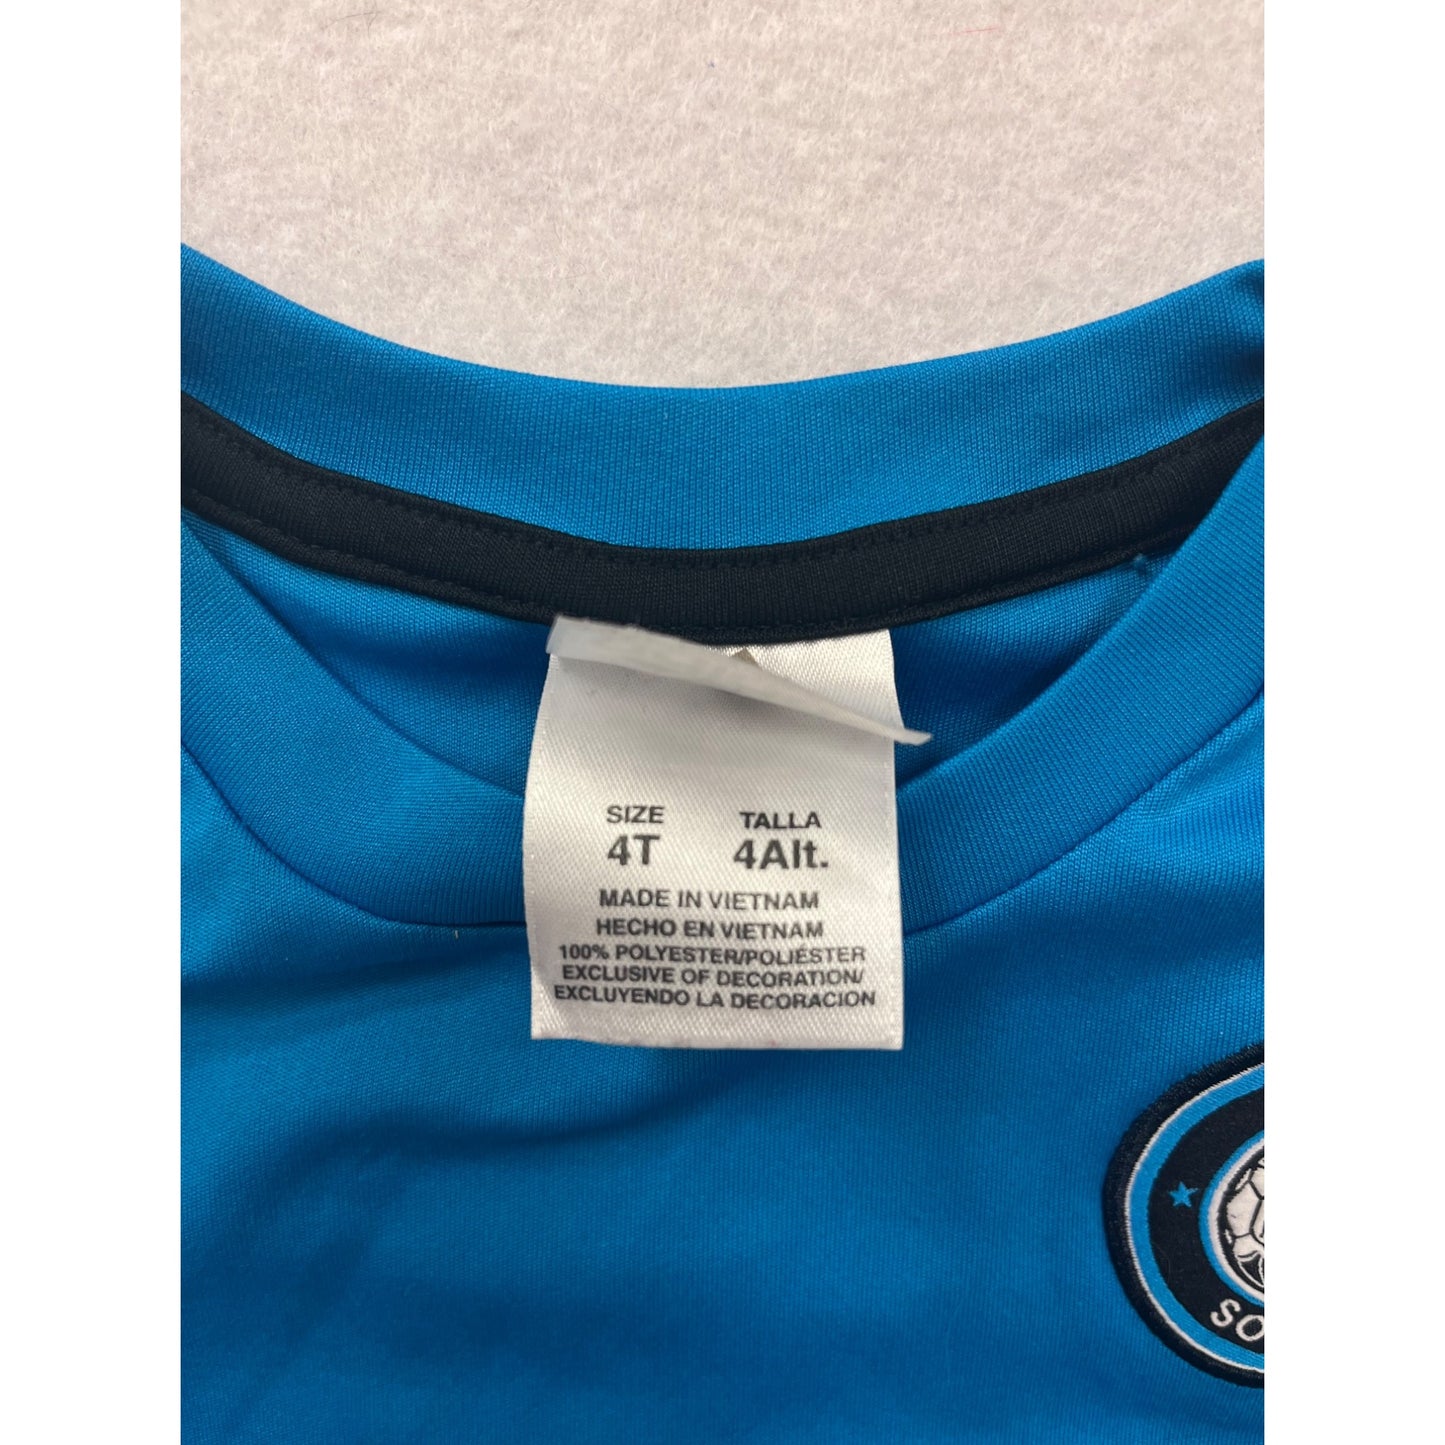 SIZE TALLA
4T 4Alt.
MADE IN VIETNAM
HECHO EN VIETNAM
100% POLYESTER/POLIÉSTER
EXCLUSIVE OF DECORATION/
EXCLUYENDO LA DECORACION
SO